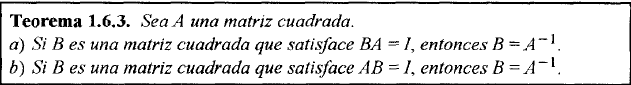 Teorema 1.6.3. Sea A una matriz cuadrada.
a) Si B es una matriz cuadrada que satisface BA = I, entonces B = A⁻¹.
b) Si B es una matriz cuadrada que satisface AB = I, entonces B = A⁻¹.